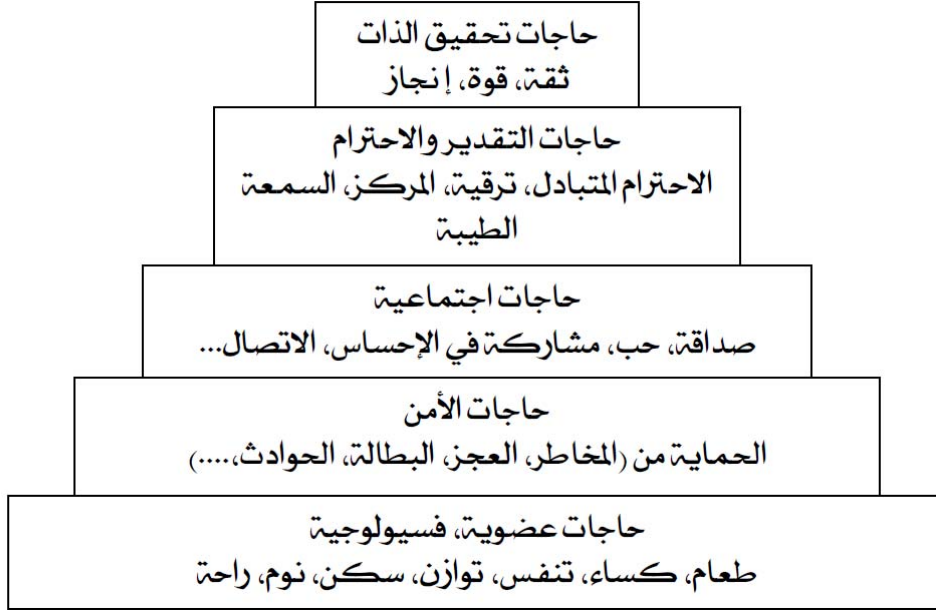 حاجات تحقيق الذات
ثقة، قوة، إنجاز
حاجات التقدير والاحترام
الاحترام المتبادل، ترقية، المركز، السمعة
الطيبة
حاجات اجتماعية
صداقة، حب، مشاركة في الإحساس، الاتصال...
حاجات الأمن
الحماية من (المخاطر، العجز، البطالة، الحوادث،....)
حاجات عضوية، فسيولوجية
طعام، كساء، تنفس، توازن، سكن، نوم، راحة